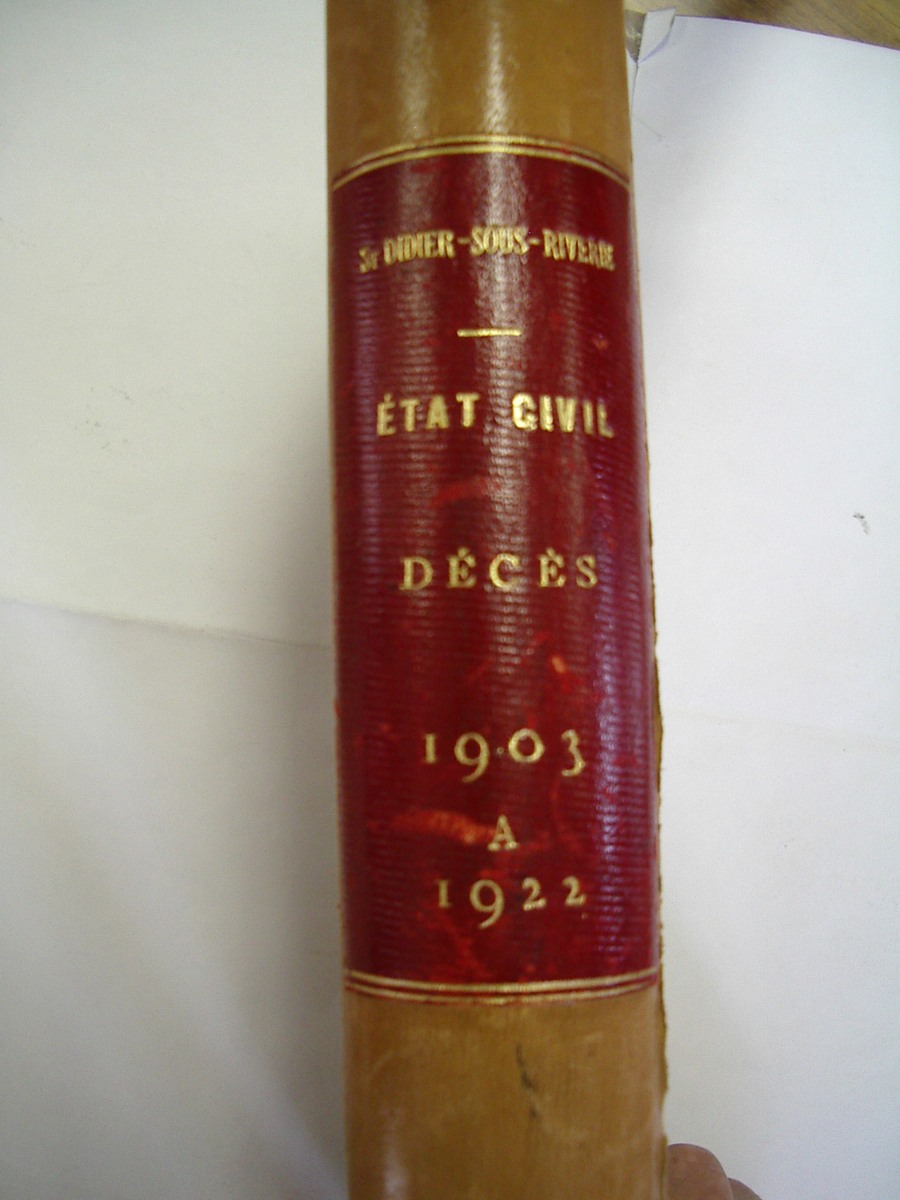 St DIDIER-SOUS-RIVERIE
ÉTAT CIVIL
DÉCÈS
1903
A
1922